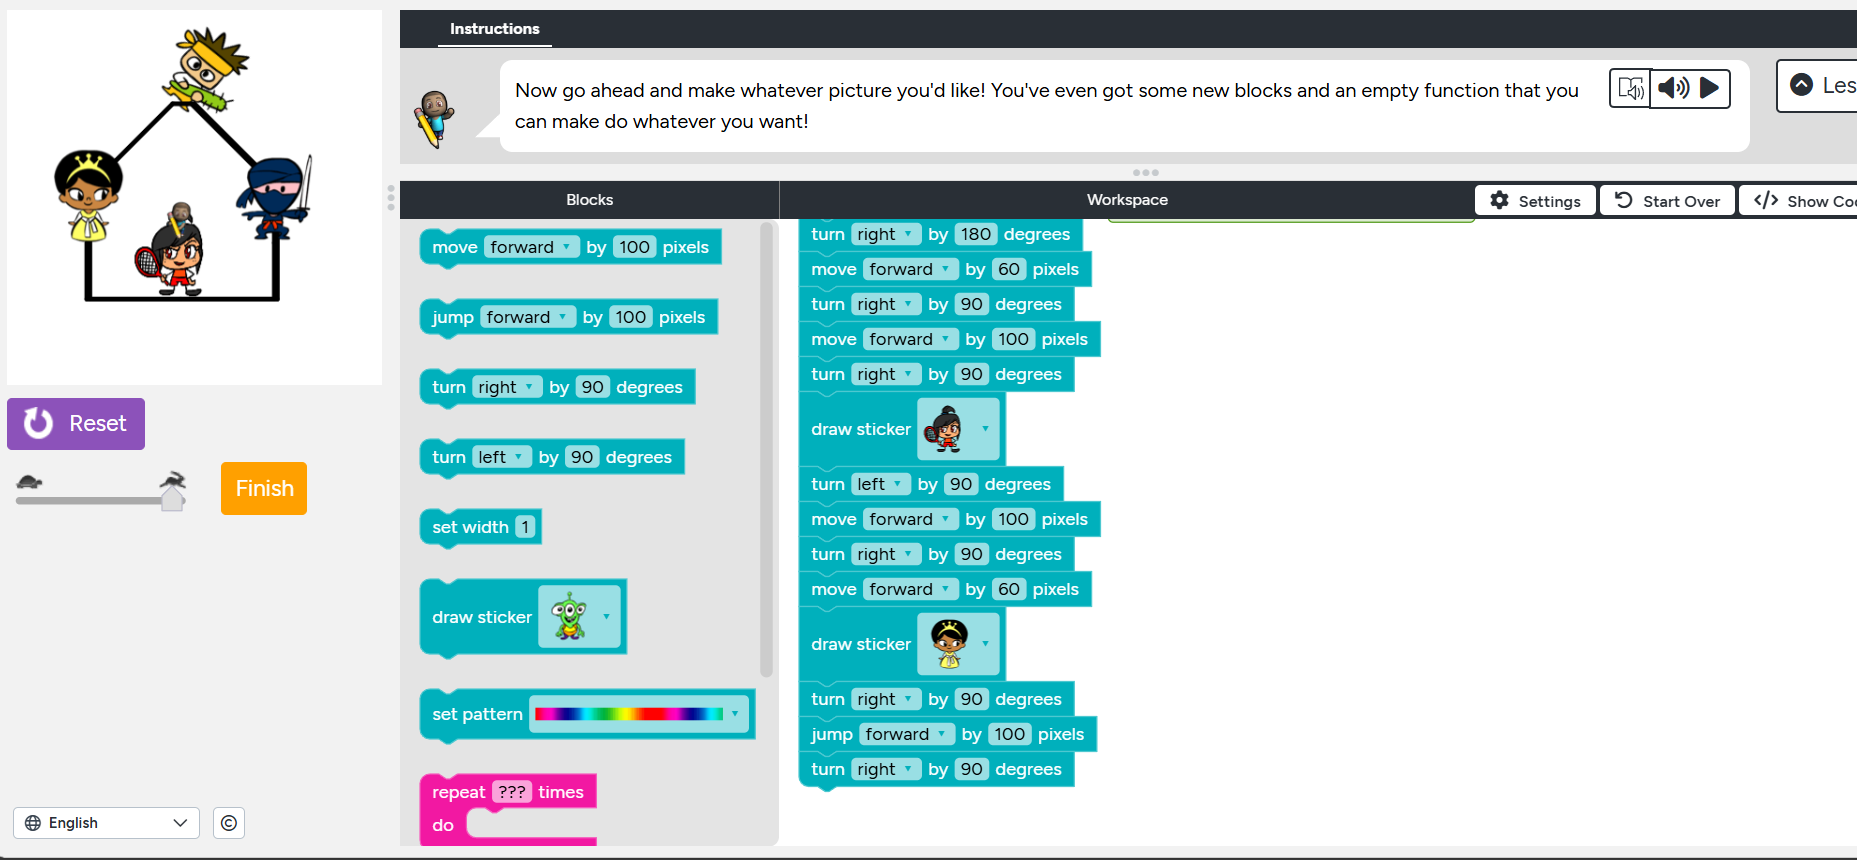 Instructions
Now go ahead and make whatever picture you'd like! You've even got some new blocks and an empty function that you
can make do whatever you want!
Les
Blocks
Workspace
Settings
Start Over
</> Show Co
move forward by 100 pixels
jump forward by 100 pixels
turn right by 90 degrees
turn left by 90 degrees
set width 1
draw sticker
set pattern
repeat ??? times
do
turn right by 180 degrees
move forward by 60 pixels
turn right by 90 degrees
move forward by 100 pixels
turn right by 90 degrees
draw sticker
turn left by 90 degrees
move forward by 100 pixels
turn right by 90 degrees
move forward by 60 pixels
draw sticker
turn right by 90 degrees
jump forward by 100 pixels
turn right by 90 degrees
Reset
Finish
English
©